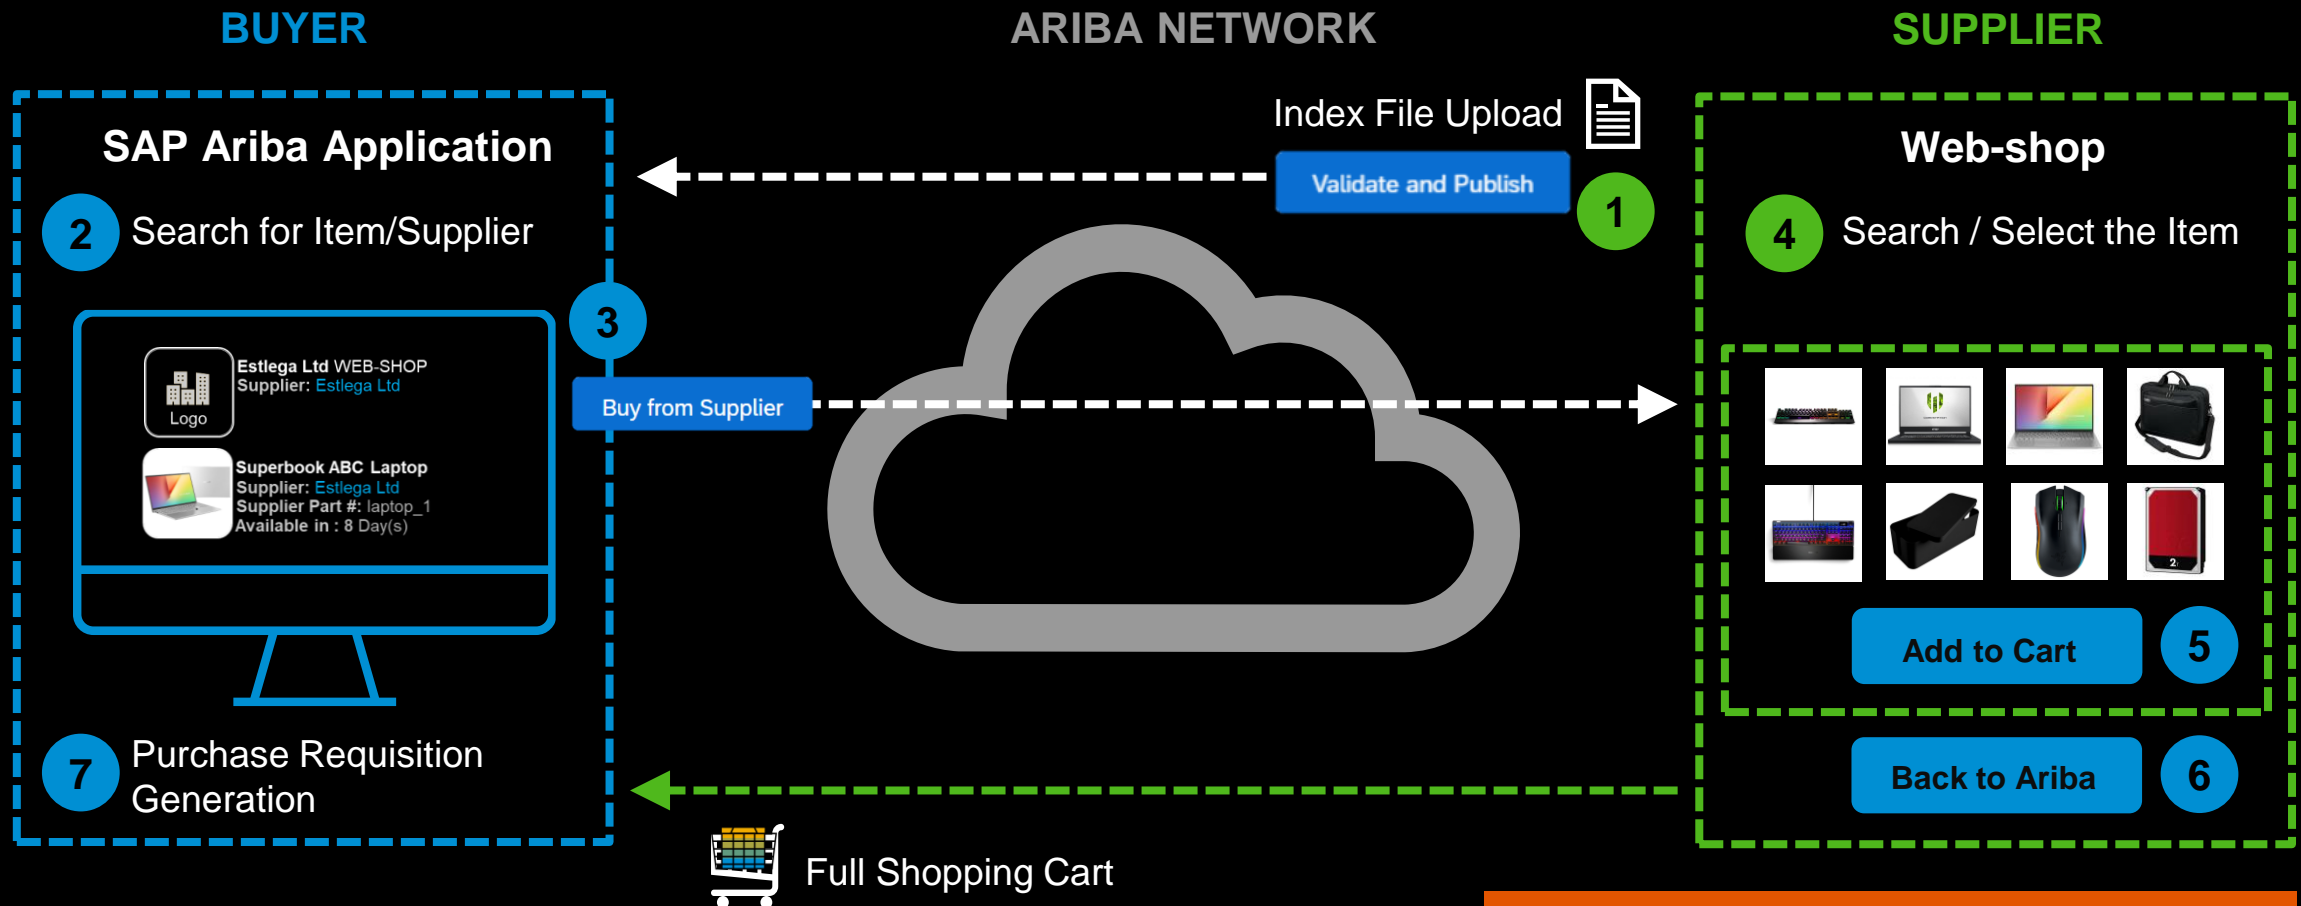 BUYER
ARIBA NETWORK
SUPPLIER
Index File Upload
Validate and Publish
1
SAP Ariba Application
2 Search for Item/Supplier
3
Estlega Ltd WEB-SHOP
Supplier: Estlega Ltd
Logo
Superbook ABC Laptop
Supplier: Estlega Ltd
Supplier Part #: laptop_1
Available in : 8 Day(s)
Buy from Supplier
7 Purchase Requisition
Generation
Full Shopping Cart
Web-shop
4 Search / Select the Item
Add to Cart 5
Back to Ariba 6